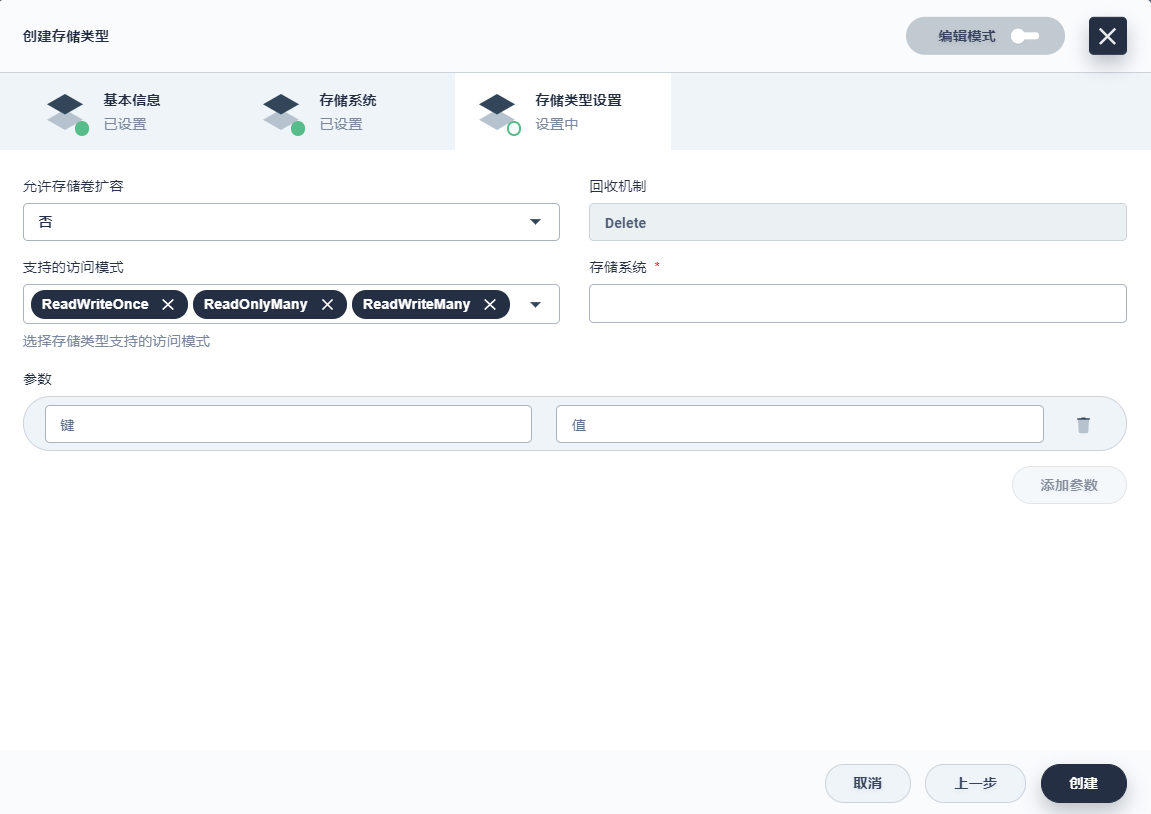 创建存储类型
编辑模式
基本信息
已设置
存储系统
已设置
存储类型设置
设置中
允许存储卷扩容
否
回收机制
Delete
支持的访问模式
ReadWriteOnce ReadOnlyMany ReadWriteMany
选择存储类型支持的访问模式
存储系统 *
参数
键
值
添加参数
取消
上一步
创建